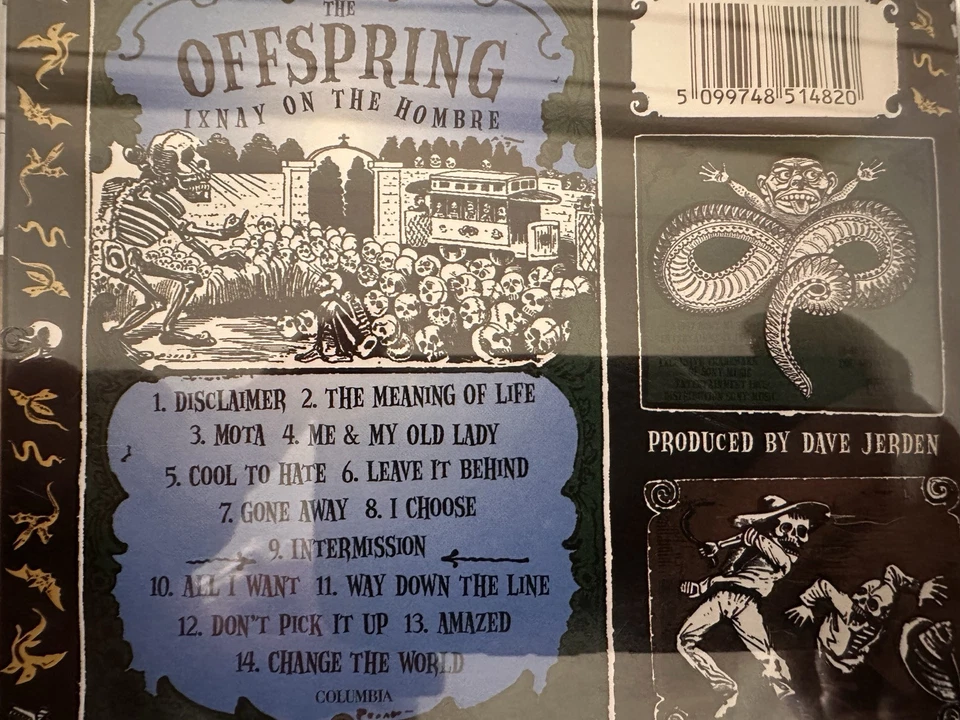 THE
OFFSPRING
IXNAY ON THE HOMBRE
5 099748 514820
1. DISCLAIMER 2. THE MEANING OF LIFE
3. MOTA 4. ME & MY OLD LADY
5. COOL TO HATE 6. LEAVE IT BEHIND
7. GONE AWAY 8. I CHOOSE
9. INTERMISSION
10. ALL I WANT 11. WAY DOWN THE LINE
12. DON'T PICK IT UP 13. AMAZED
14. CHANGE THE WORLD
COLUMBIA
PRODUCED BY DAVE JERDEN